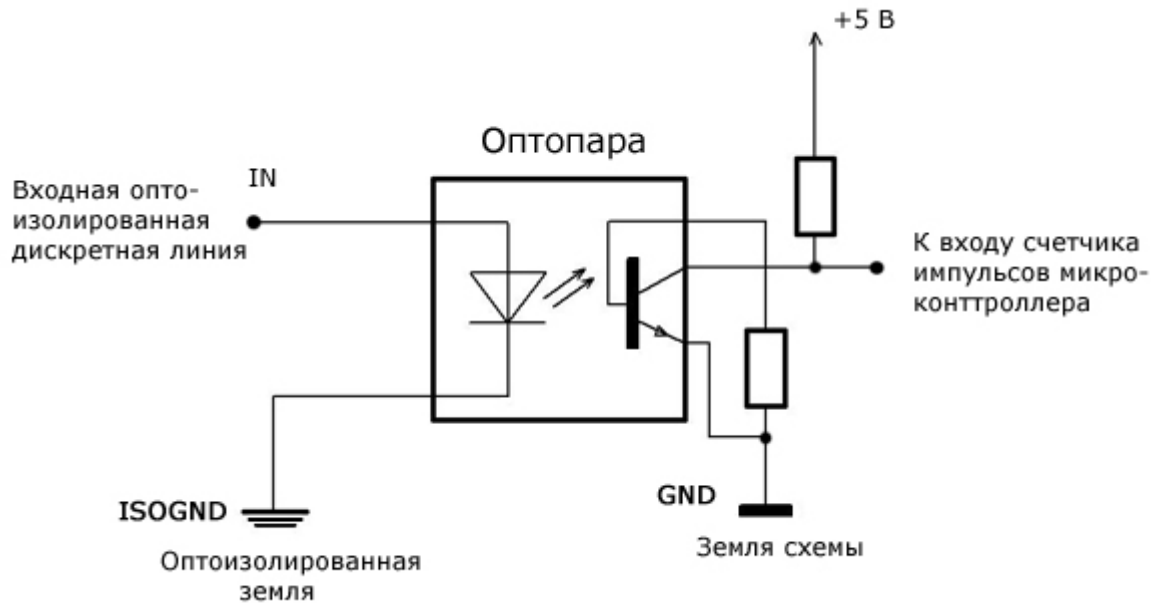 +5 В
Оптопара
IN
Входная опто-
изолированная
дискретная линия
К входу счетчика
импульсов микро-
конттроллера
ISOGND
Оптоизолированная
земля
GND
Земля схемы